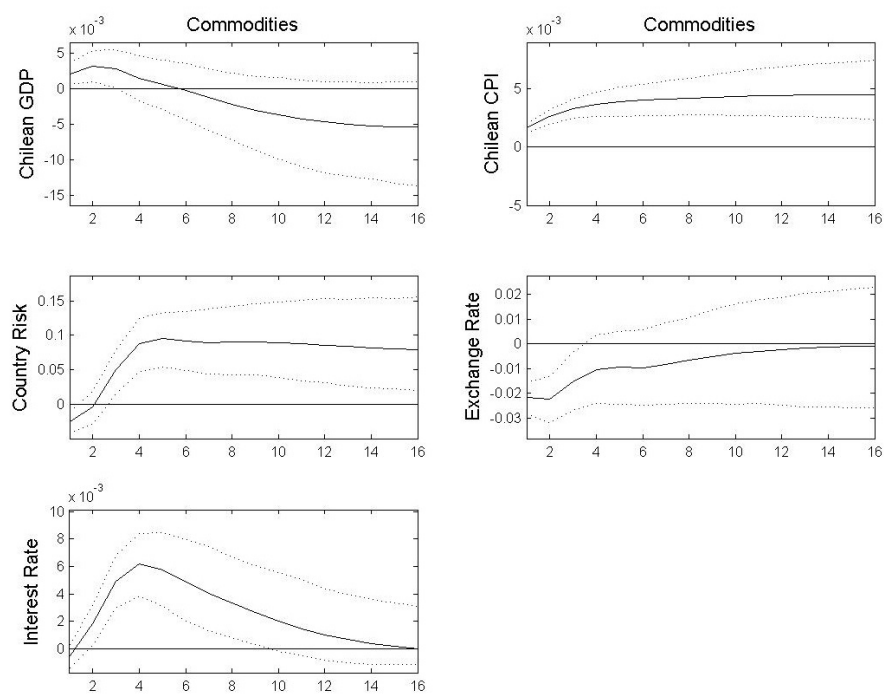 Commodities
x 10⁻³
Chilean GDP
5
0
-5
-10
-15
2 4 6 8 10 12 14 16
Commodities
x 10⁻³
Chilean CPI
5
0
-5
2 4 6 8 10 12 14 16
Country Risk
0.15
0.1
0.05
0
2 4 6 8 10 12 14 16
Exchange Rate
0.02
0.01
0
-0.01
-0.02
-0.03
2 4 6 8 10 12 14 16
x 10⁻³
Interest Rate
10
8
6
4
2
0
2 4 6 8 10 12 14 16